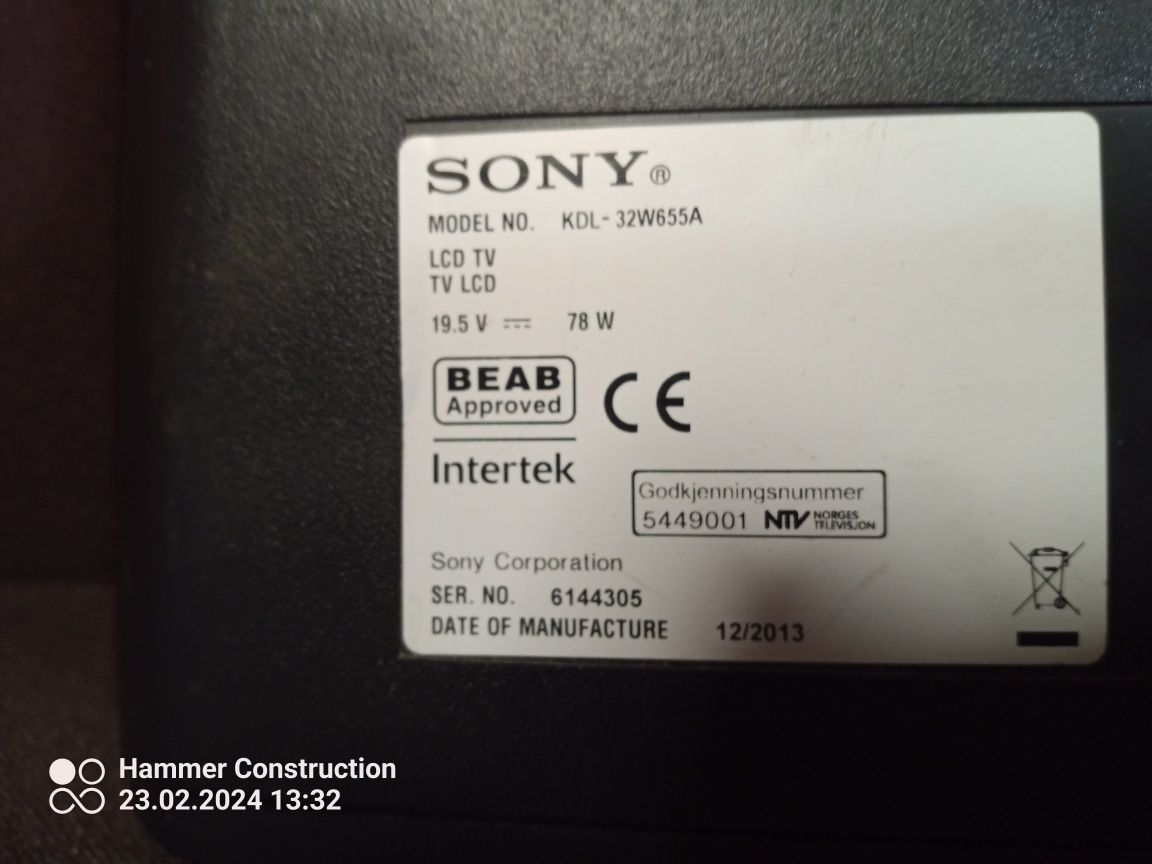 SONY®
MODEL NO. KDL-32W655A
LCD TV
TV LCD
19.5 V ⎓ 78 W
BEAB
Approved
CE
Intertek
Godkjenningsnummer
5449001 NTV NORGES TELEVISJON
Sony Corporation
SER. NO. 6144305
DATE OF MANUFACTURE 12/2013
Hammer Construction
23.02.2024 13:32